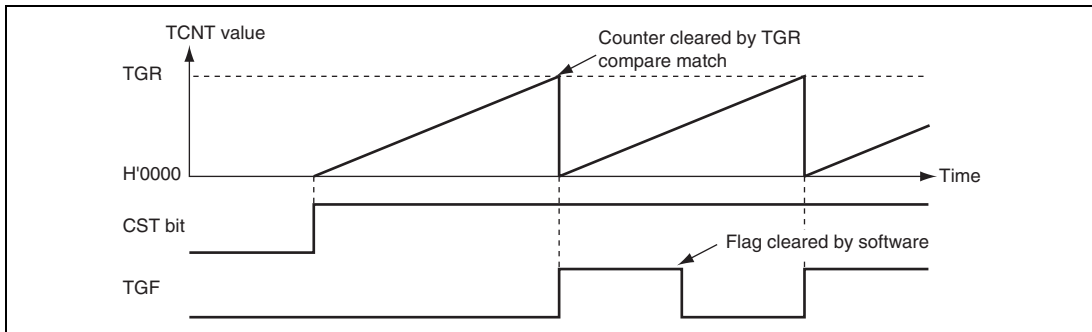 TCNT value
Counter cleared by TGR
compare match
TGR
H'0000
Time
CST bit
Flag cleared by software
TGF